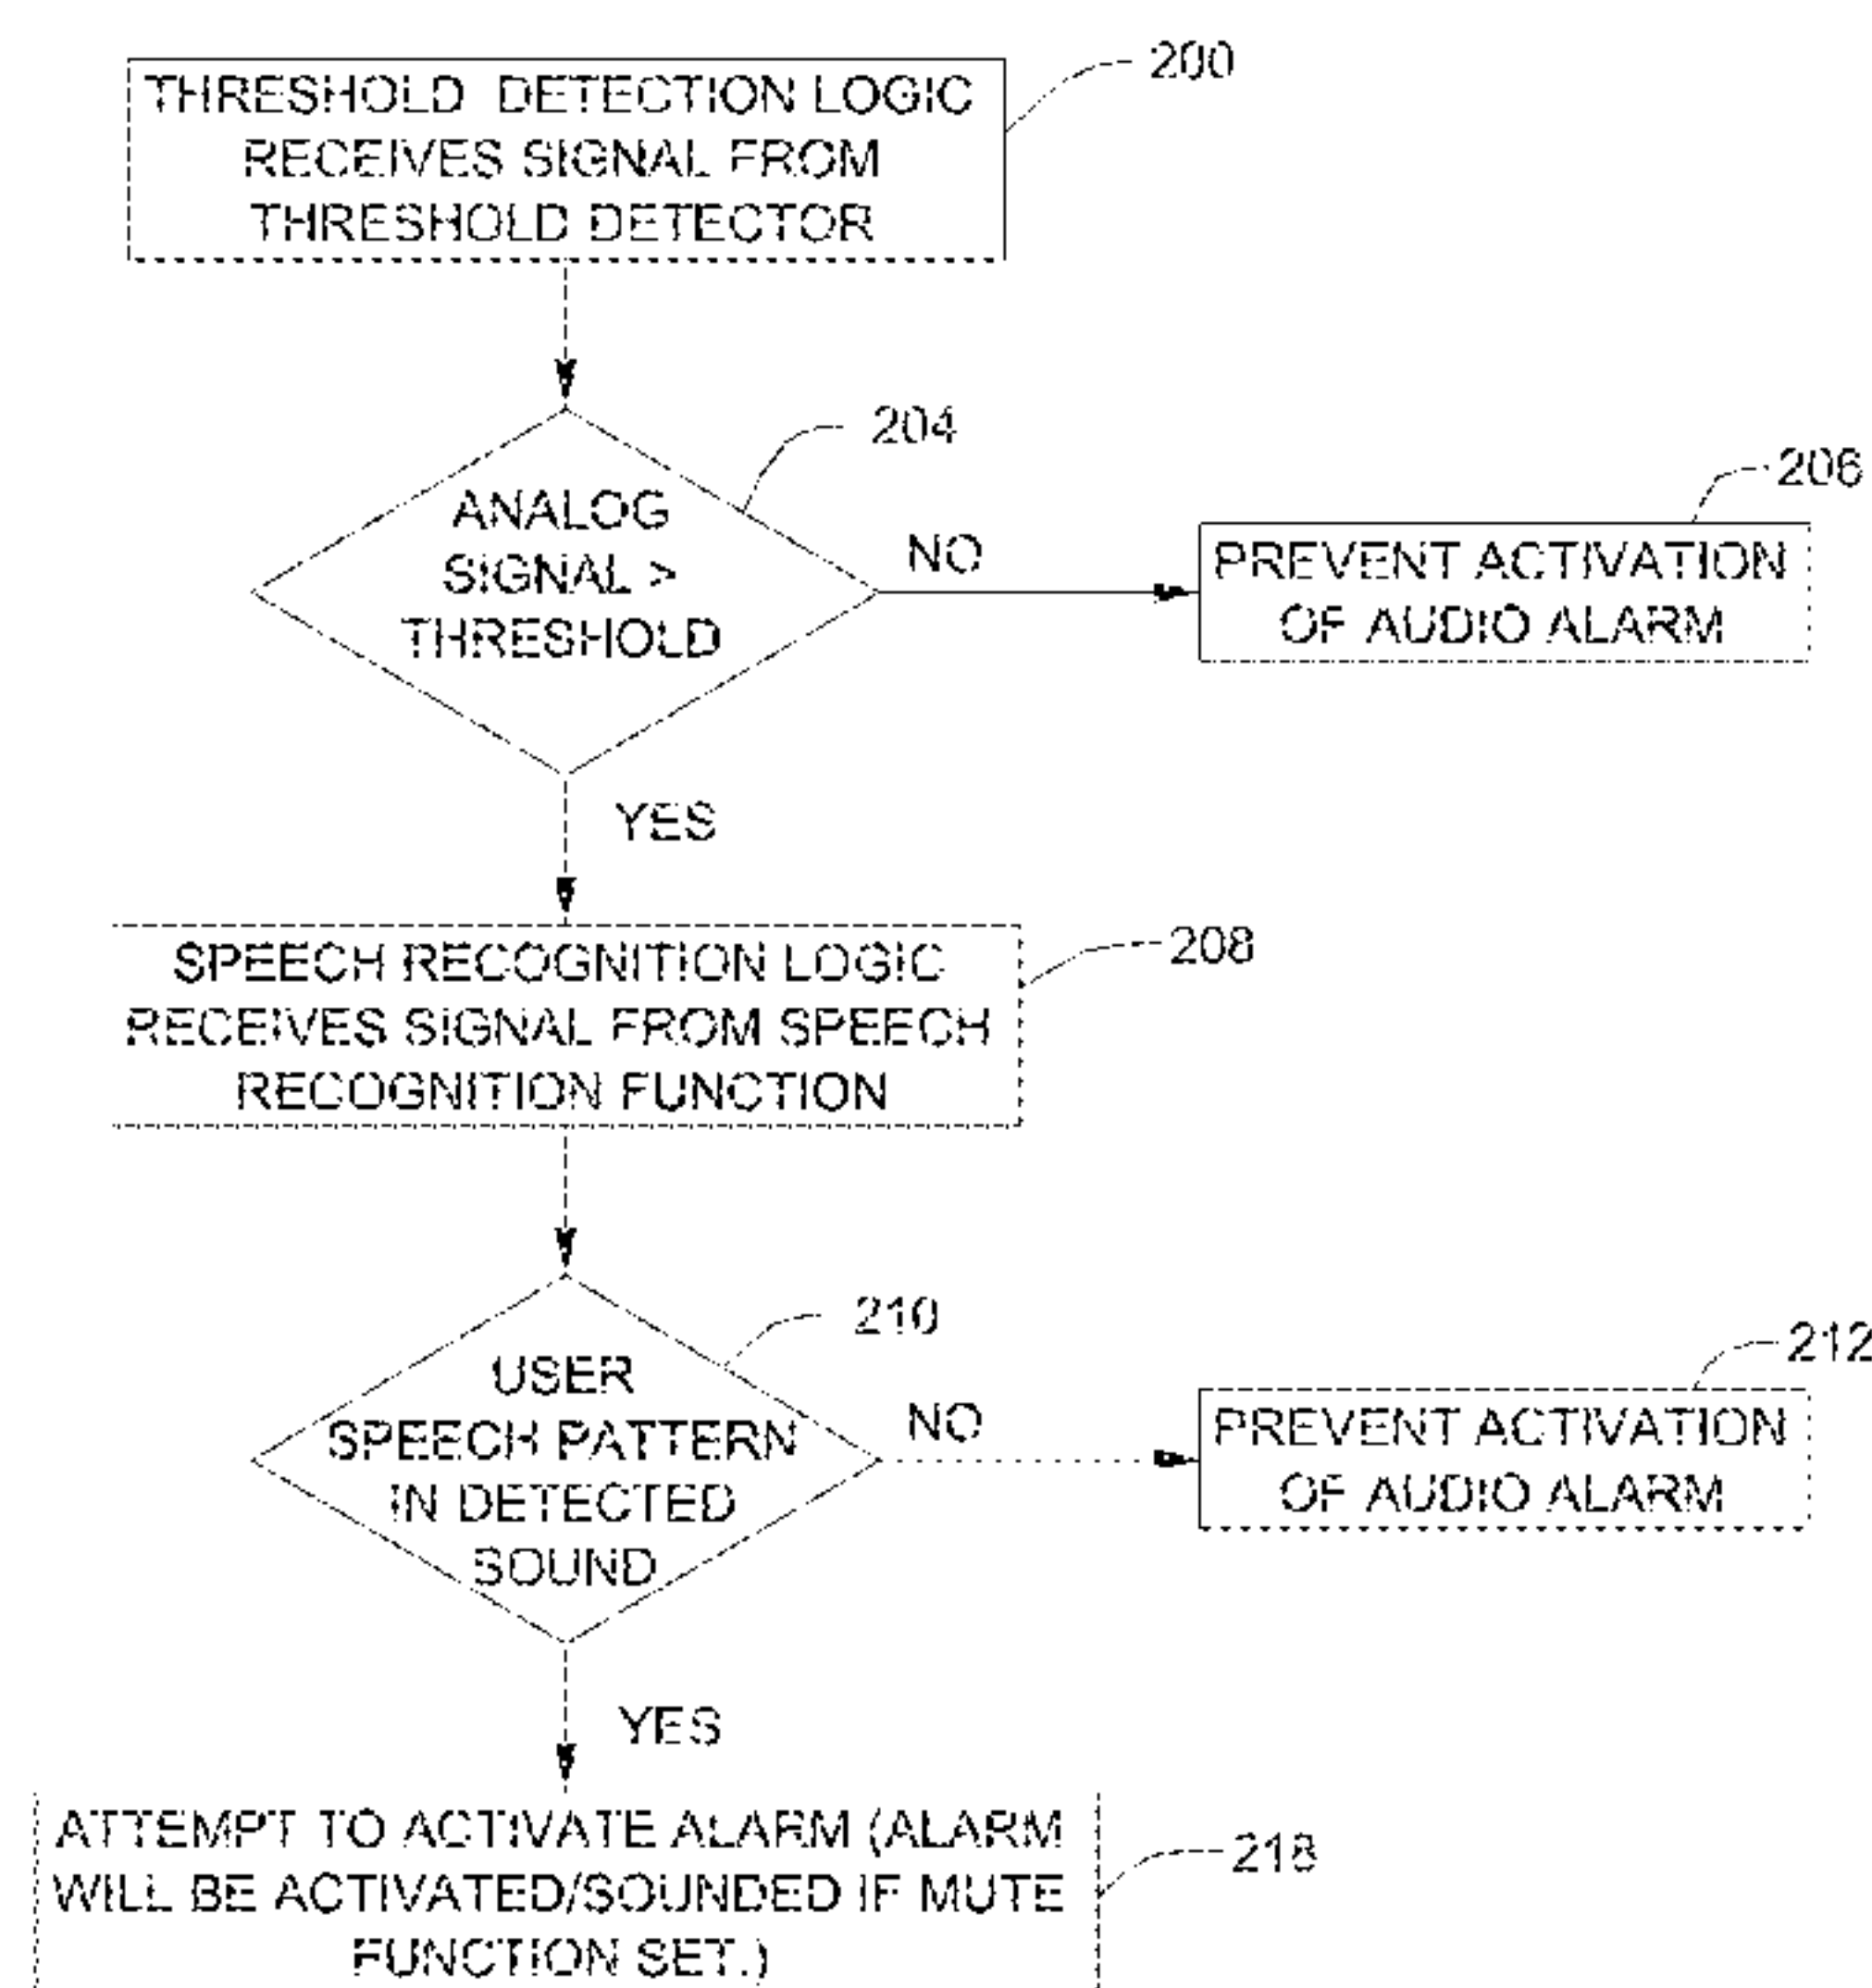 200
THRESHOLD DETECTION LOGIC
RECEIVES SIGNAL FROM
THRESHOLD DETECTOR
204
ANALOG
SIGNAL >
THRESHOLD
NO
206
PREVENT ACTIVATION
OF AUDIO ALARM
YES
208
SPEECH RECOGNITION LOGIC
RECEIVES SIGNAL FROM SPEECH
RECOGNITION FUNCTION
210
USER
SPEECH PATTERN
IN DETECTED
SOUND
NO
212
PREVENT ACTIVATION
OF AUDIO ALARM
YES
218
ATTEMPT TO ACTIVATE ALARM (ALARM
WILL BE ACTIVATED/SOUNDED IF MUTE
FUNCTION SET.)